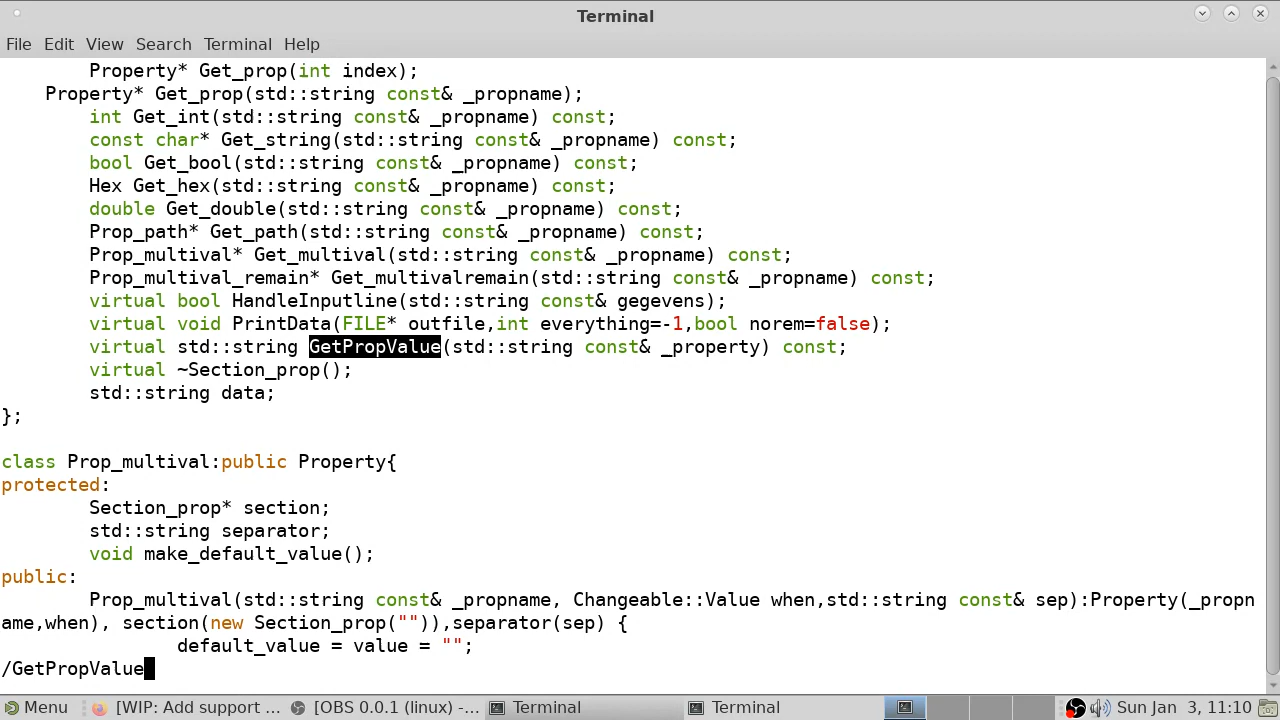 Terminal
File Edit View Search Terminal Help
Property* Get_prop(int index);
Property* Get_prop(std::string const& _propname);
int Get_int(std::string const& _propname) const;
const char* Get_string(std::string const& _propname) const;
bool Get_bool(std::string const& _propname) const;
Hex Get_hex(std::string const& _propname) const;
double Get_double(std::string const& _propname) const;
Prop_path* Get_path(std::string const& _propname) const;
Prop_multival* Get_multival(std::string const& _propname) const;
Prop_multival_remain* Get_multivalremain(std::string const& _propname) const;
virtual bool HandleInputline(std::string const& gegevens);
virtual void PrintData(FILE* outfile,int everything=-1,bool norem=false);
virtual std::string GetPropValue(std::string const& _property) const;
virtual ~Section_prop();
std::string data;
};
class Prop_multival:public Property{
protected:
Section_prop* section;
std::string separator;
void make_default_value();
public:
Prop_multival(std::string const& _propname, Changeable::Value when,std::string const& sep):Property(_propn
ame,when), section(new Section_prop("")),separator(sep) {
default_value = value = "";
/GetPropValue
Menu [WIP: Add support ... [OBS 0.0.1 (linux) -... Terminal Terminal Sun Jan 3, 11:10